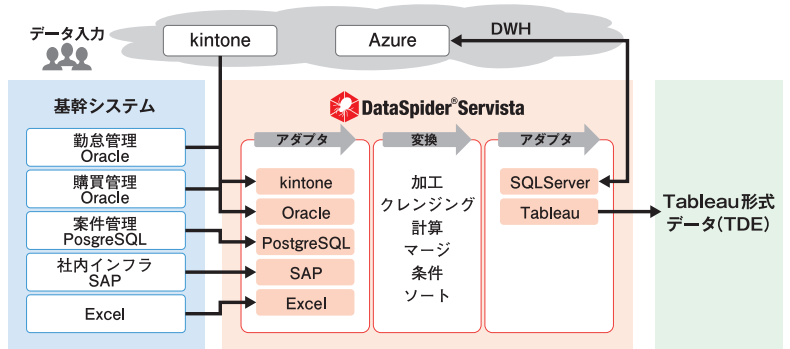 データ入力
kintone
Azure
DWH
基幹システム
勤怠管理
Oracle
購買管理
Oracle
案件管理
PosgreSQL
社内インフラ
SAP
Excel
DataSpider® Servista
アダプタ
kintone
Oracle
PostgreSQL
SAP
Excel
変換
加工
クレンジング
計算
マージ
条件
ソート
アダプタ
SQLServer
Tableau
Tableau形式
データ(TDE)